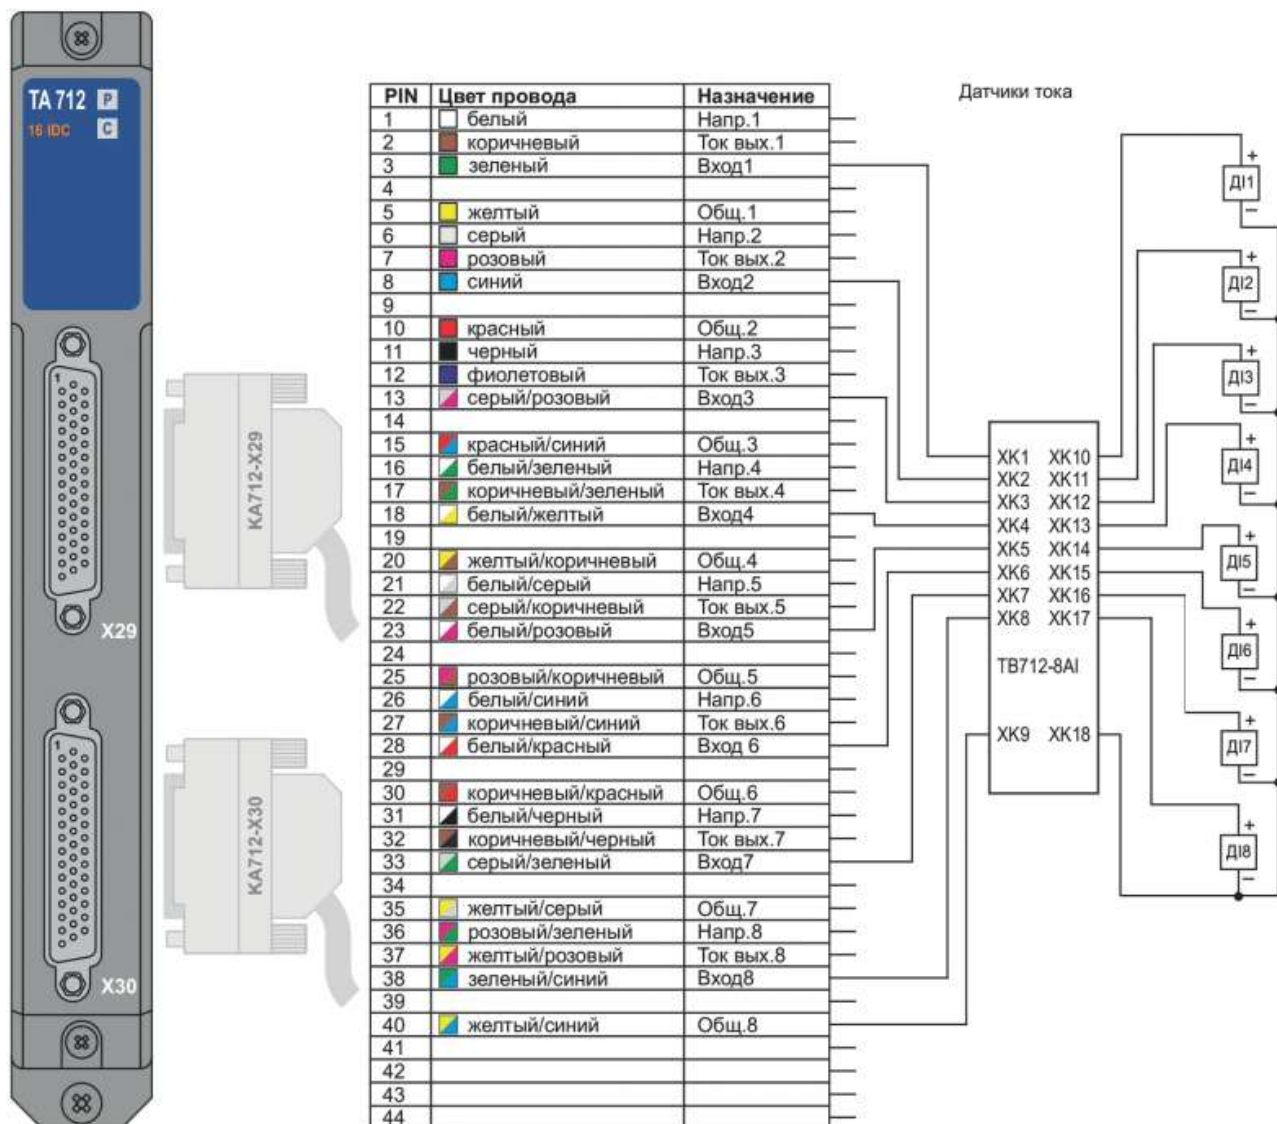 TA 712 P
16 IDC C
1
X29
1
X30
KA712-X29
KA712-X30
PIN Цвет провода Назначение
1 белый Напр.1
2 коричневый Ток вых.1
3 зеленый Вход1
4
5 желтый Общ.1
6 серый Напр.2
7 розовый Ток вых.2
8 синий Вход2
9
10 красный Общ.2
11 черный Напр.3
12 фиолетовый Ток вых.3
13 серый/розовый Вход3
14
15 красный/синий Общ.3
16 белый/зеленый Напр.4
17 коричневый/зеленый Ток вых.4
18 белый/желтый Вход4
19
20 желтый/коричневый Общ.4
21 белый/серый Напр.5
22 серый/коричневый Ток вых.5
23 белый/розовый Вход5
24
25 розовый/коричневый Общ.5
26 белый/синий Напр.6
27 коричневый/синий Ток вых.6
28 белый/красный Вход 6
29
30 коричневый/красный Общ.6
31 белый/черный Напр.7
32 коричневый/черный Ток вых.7
33 серый/зеленый Вход7
34
35 желтый/серый Общ.7
36 розовый/зеленый Напр.8
37 желтый/розовый Ток вых.8
38 зеленый/синий Вход8
39
40 желтый/синий Общ.8
41
42
43
44
Датчики тока
XK1 XK10
XK2 XK11
XK3 XK12
XK4 XK13
XK5 XK14
XK6 XK15
XK7 XK16
XK8 XK17
TB712-8AI
XK9 XK18
+
ДI1
−
+
ДI2
−
+
ДI3
−
+
ДI4
−
+
ДI5
−
+
ДI6
−
+
ДI7
−
+
ДI8
−